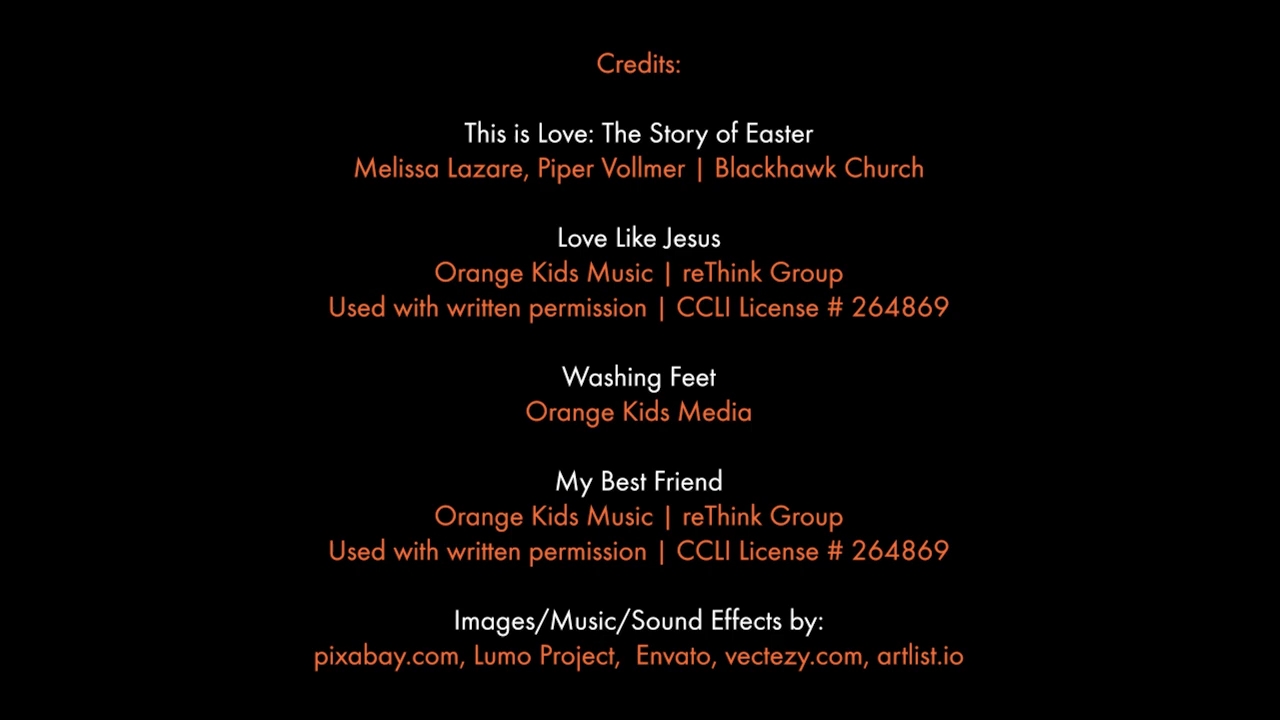 Credits:
This is Love: The Story of Easter
Melissa Lazare, Piper Vollmer | Blackhawk Church
Love Like Jesus
Orange Kids Music | reThink Group
Used with written permission | CCLI License # 264869
Washing Feet
Orange Kids Media
My Best Friend
Orange Kids Music | reThink Group
Used with written permission | CCLI License # 264869
Images/Music/Sound Effects by:
pixabay.com, Lumo Project,  Envato, vectezy.com, artlist.io